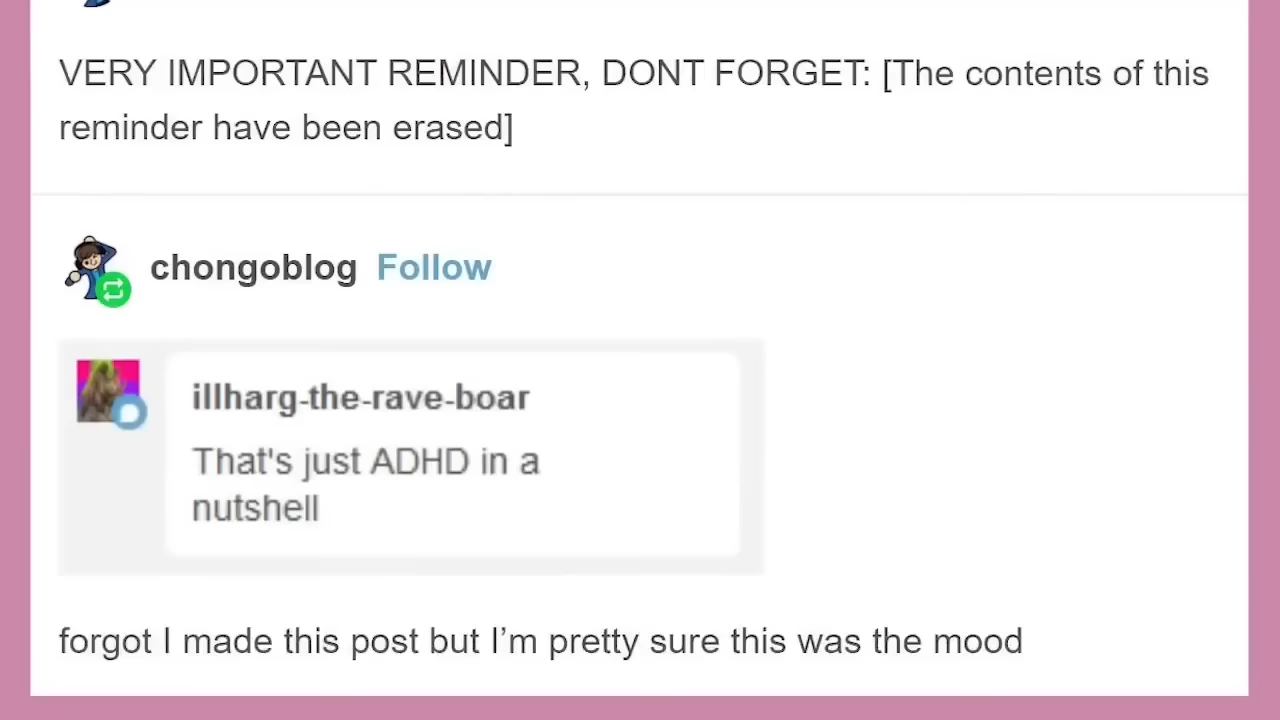 VERY IMPORTANT REMINDER, DONT FORGET: [The contents of this
reminder have been erased]
chongoblog Follow
illharg-the-rave-boar
That's just ADHD in a
nutshell
forgot I made this post but I’m pretty sure this was the mood